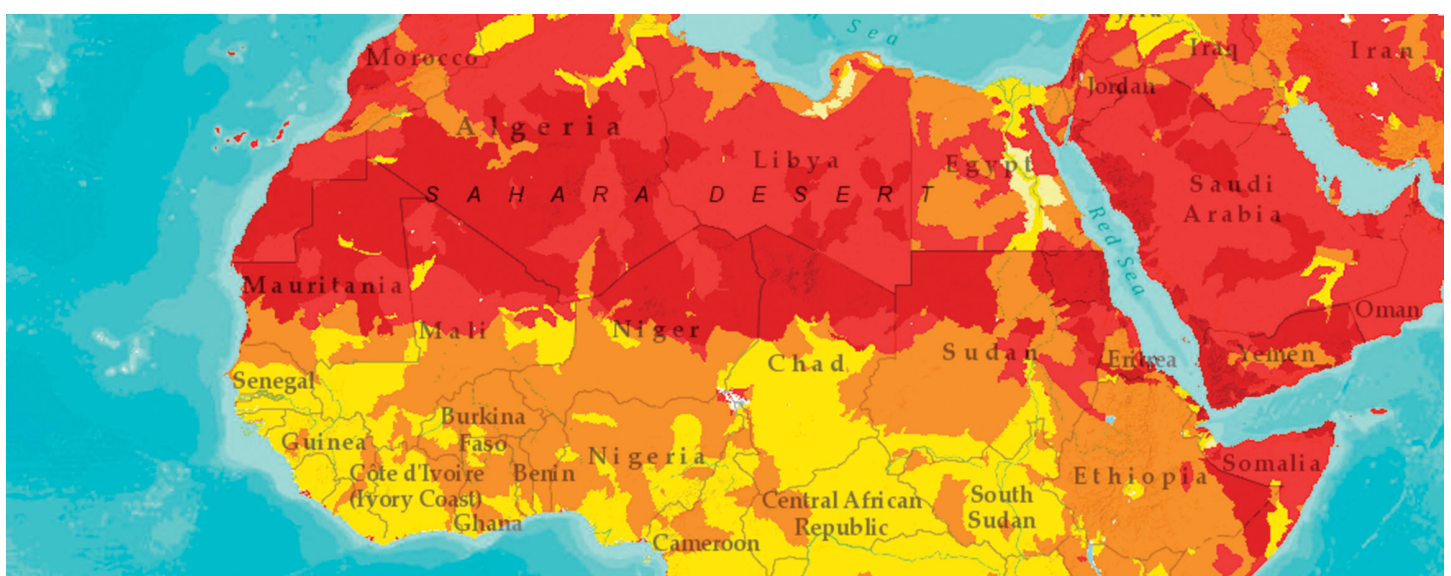 Sea
Syria
Morocco
Iraq
Iran
Jordan
Algeria
Libya
Egypt
Saudi
Arabia
SAHARA DESERT
Red Sea
Mauritania
Oman
Mali
Niger
Chad
Sudan
Eritrea
Yemen
Senegal
Burkina
Faso
Guinea
Nigeria
Côte d'Ivoire
(Ivory Coast)
Benin
Ethiopia
Somalia
Central African
Republic
South
Sudan
Ghana
Cameroon